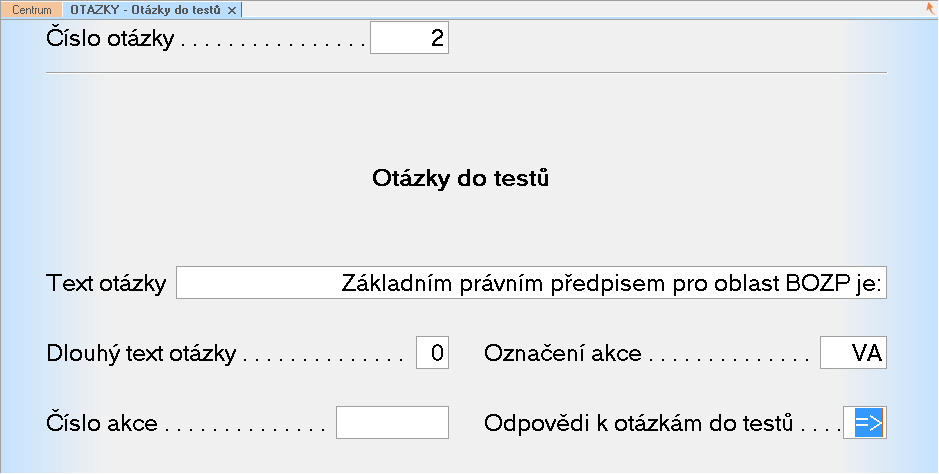 Centrum OTAZKY - Otázky do testů ×
Číslo otázky . . . . . . . . . . . . . . . . . 2
Otázky do testů
Text otázky Základním právním předpisem pro oblast BOZP je:
Dlouhý text otázky . . . . . . . . . . . . . . 0 Označení akce . . . . . . . . . . . . . . VA
Číslo akce . . . . . . . . . . . . . . Odpovědi k otázkám do testů . . . . =>